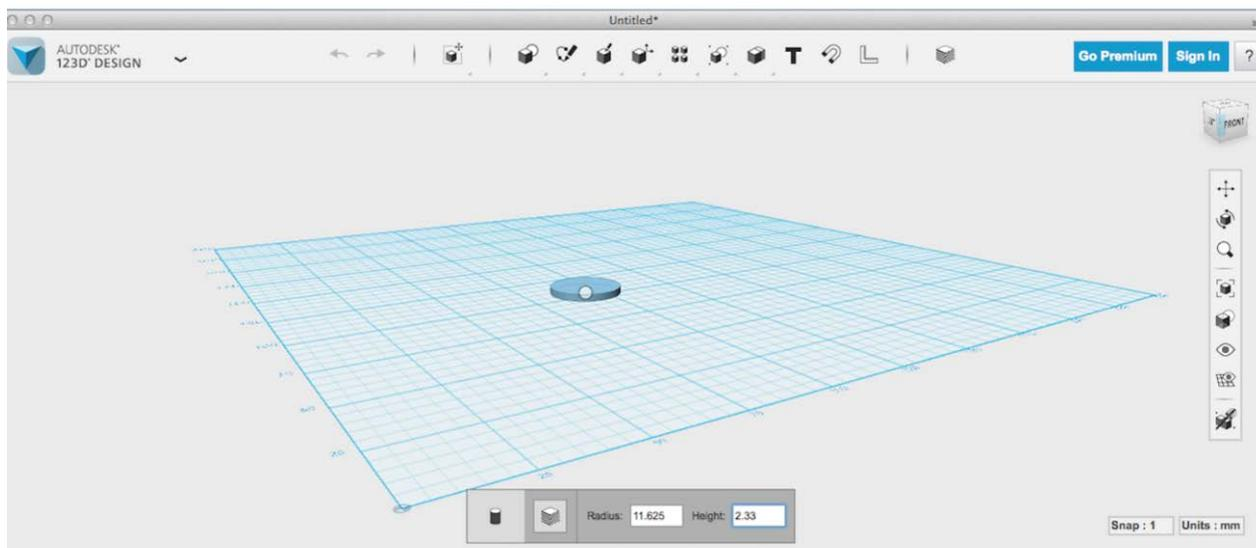 Untitled*
AUTODESK®
123D® DESIGN
T
Go Premium
Sign In
?
FRONT
25
Radius: 11.625
Height: 2.33
Snap : 1
Units : mm